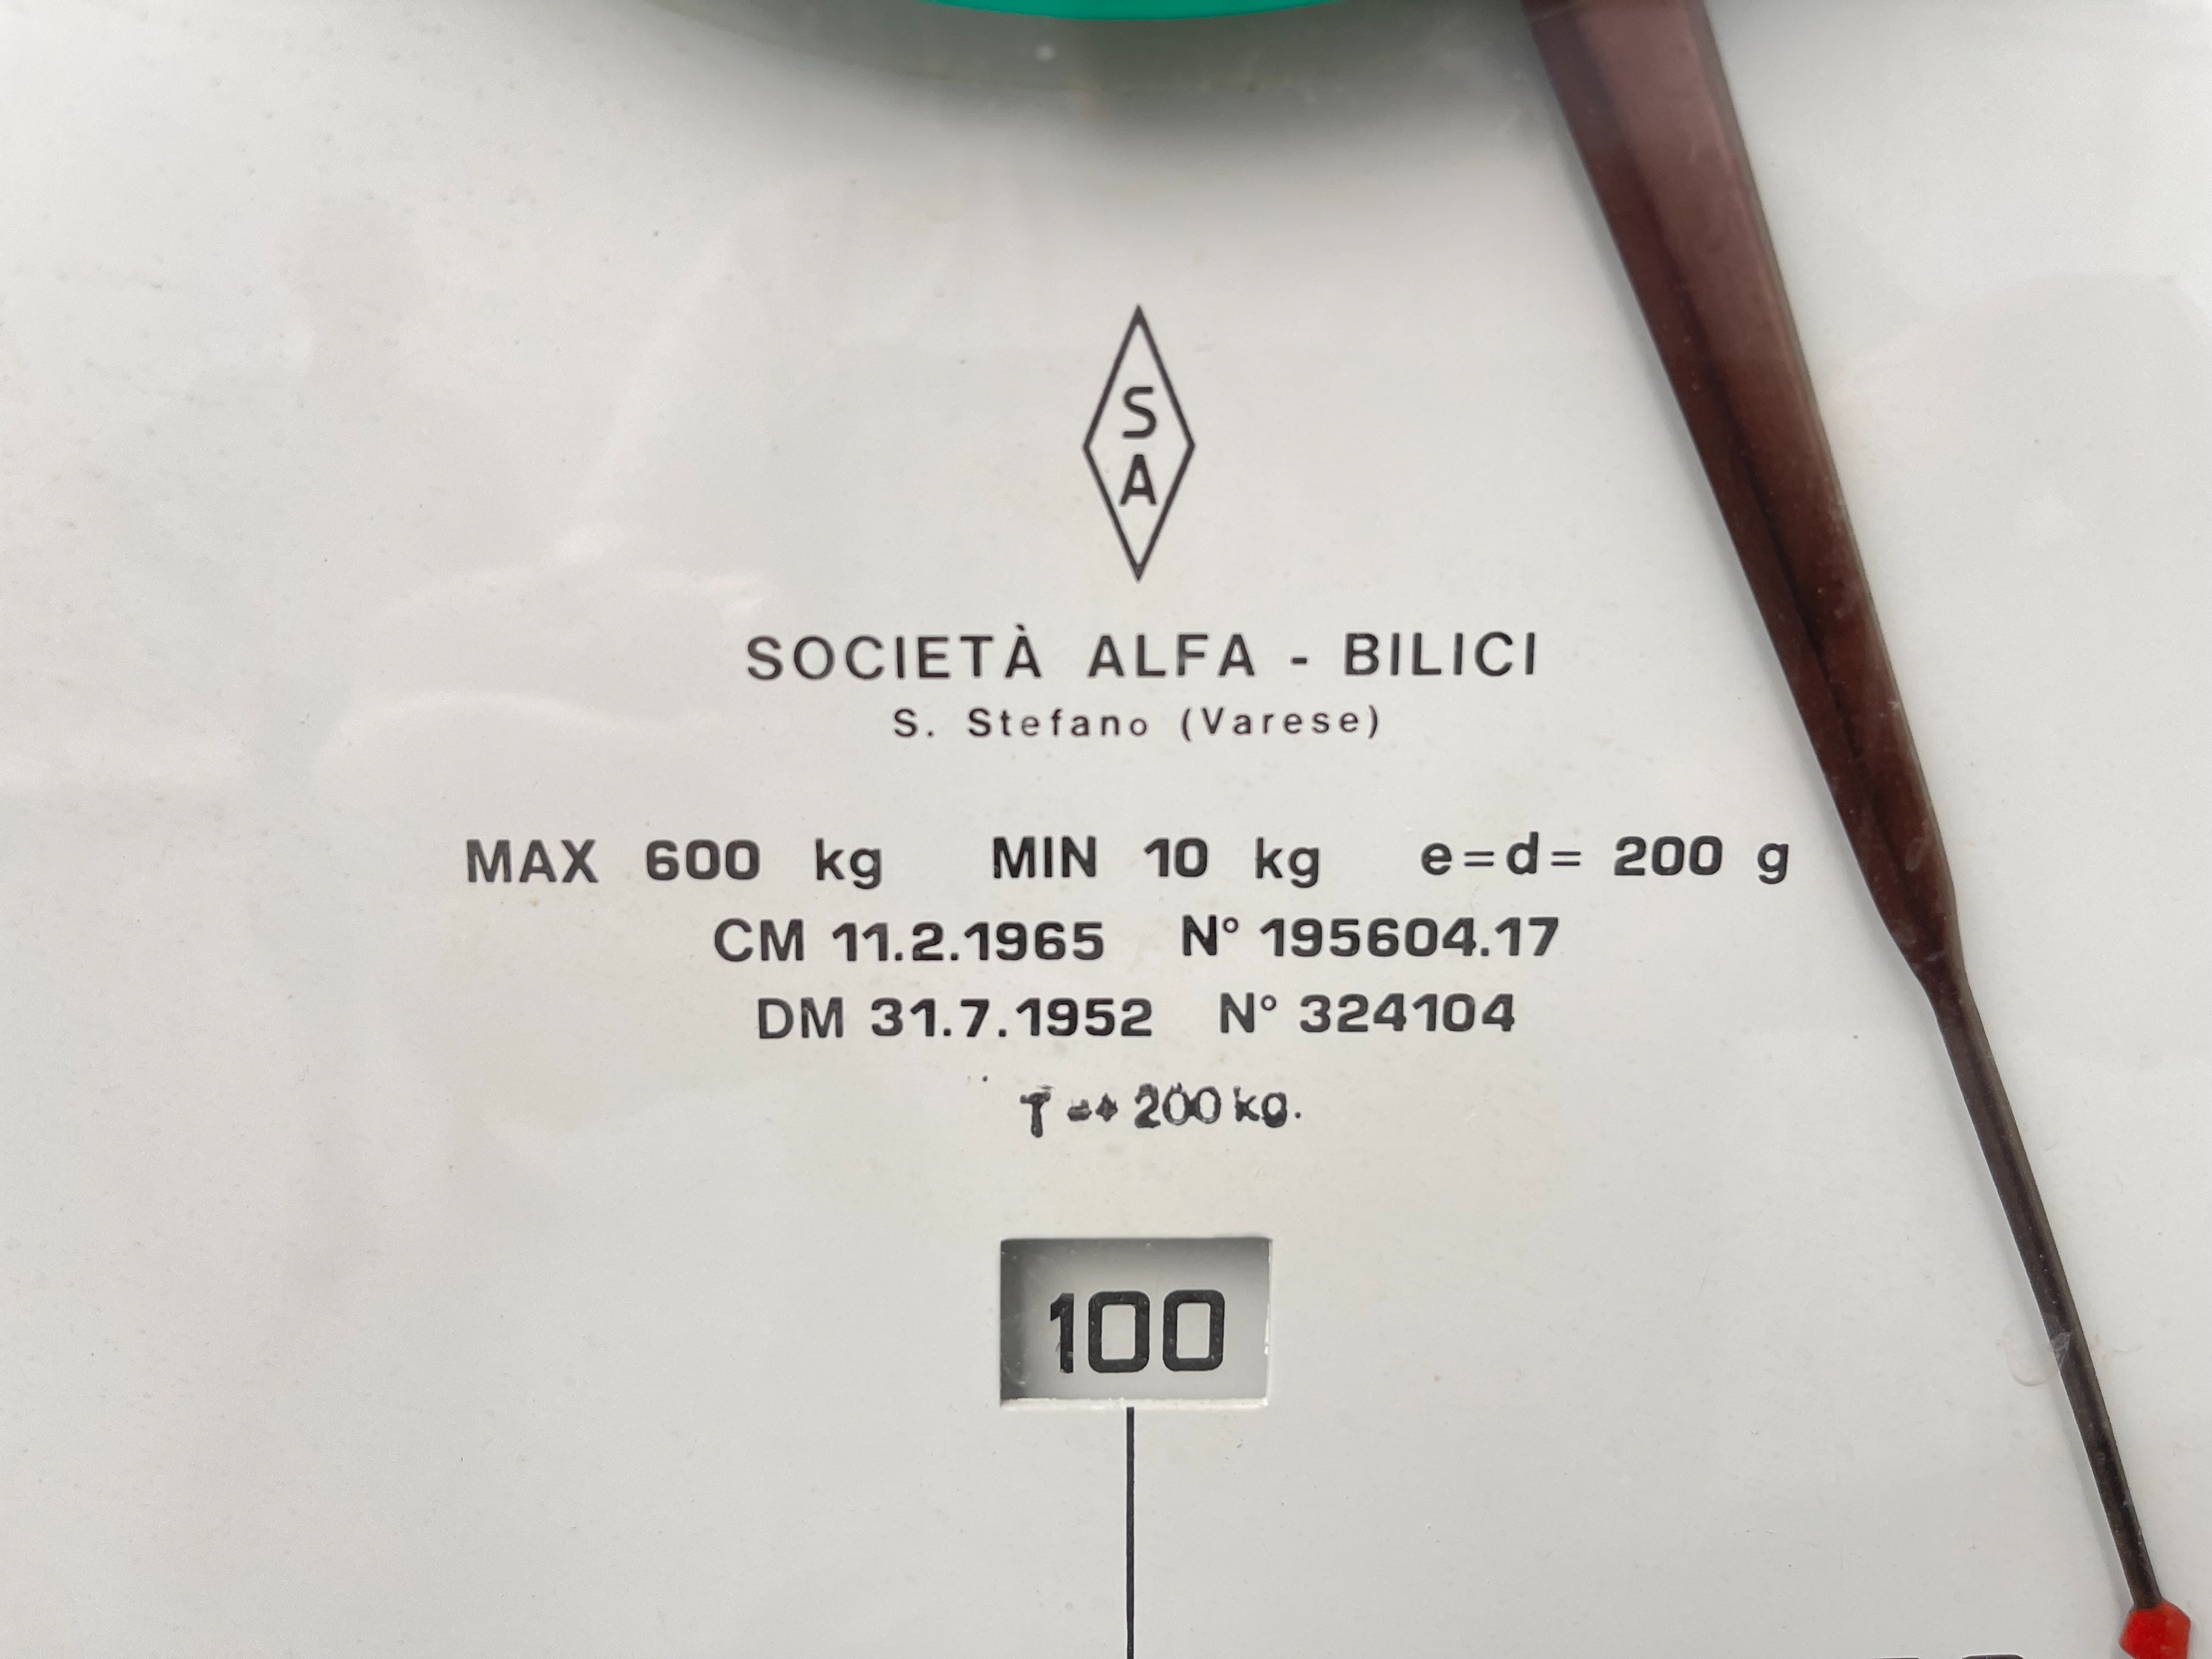 S
A
SOCIETÀ ALFA - BILICI
S. Stefano (Varese)
MAX 600 kg MIN 10 kg e=d= 200 g
CM 11.2.1965 N° 195604.17
DM 31.7.1952 N° 324104
T=+ 200 kg.
100